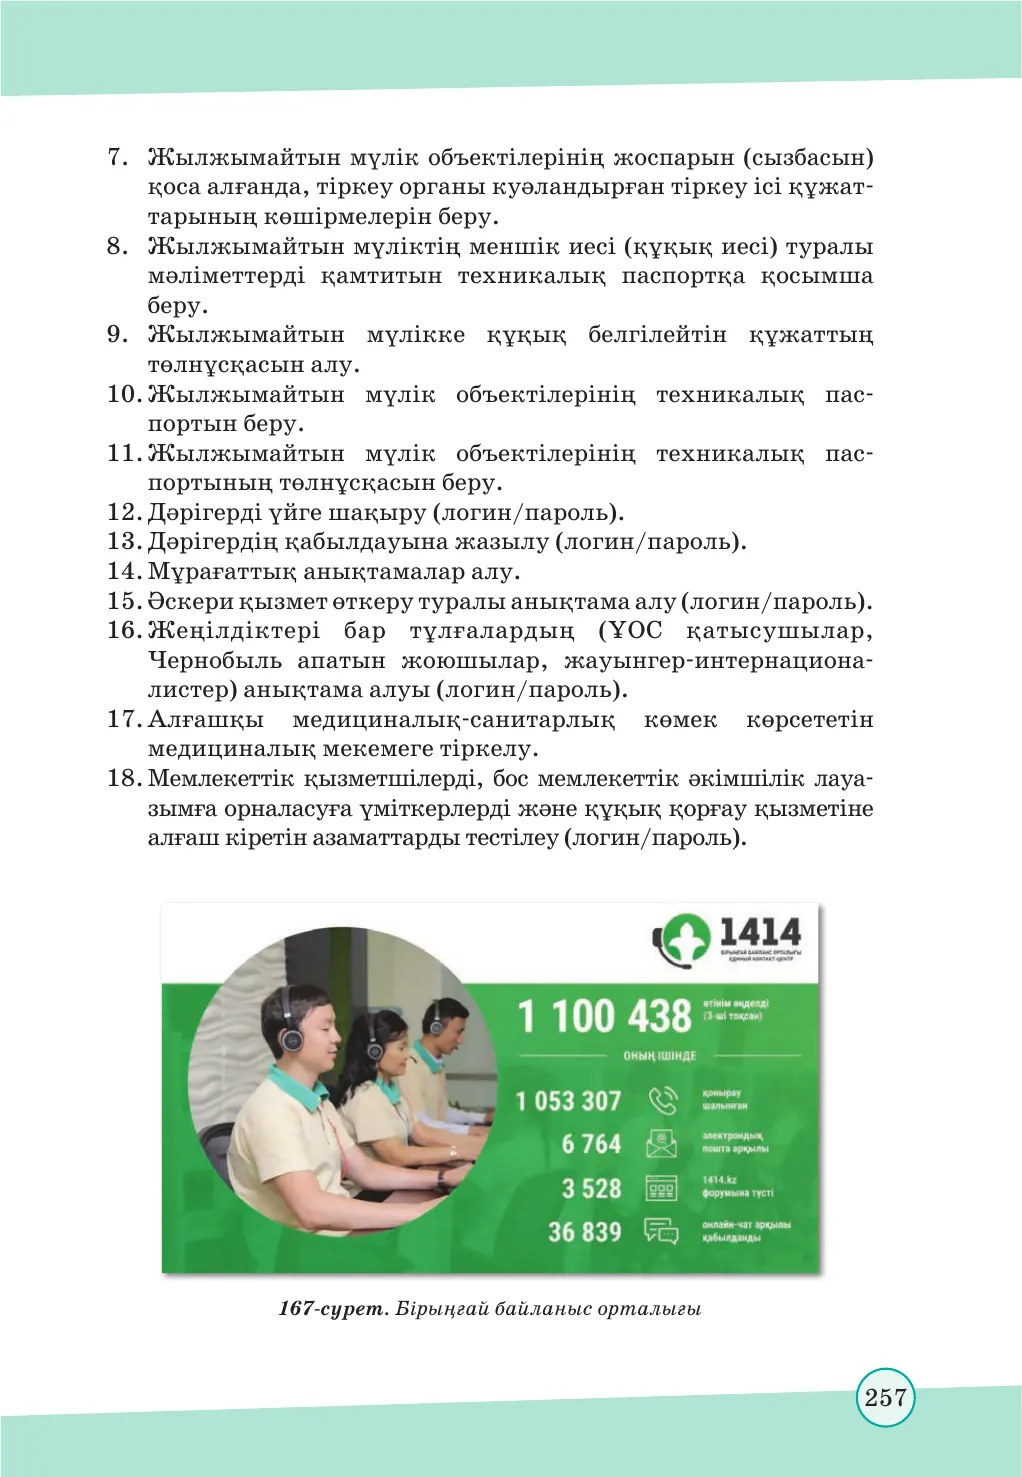 7. Жылжымайтын мүлік объектілерінің жоспарын (сызбасын)
қоса алғанда, тіркеу органы куәландырған тіркеу ісі құжат-
тарының көшірмелерін беру.
8. Жылжымайтын мүліктің меншік иесі (құқық иесі) туралы
мәліметтерді қамтитын техникалық паспортқа қосымша
беру.
9. Жылжымайтын мүлікке құқық белгілейтін құжаттың
төлнұсқасын алу.
10. Жылжымайтын мүлік объектілерінің техникалық пас-
портын беру.
11. Жылжымайтын мүлік объектілерінің техникалық пас-
портының төлнұсқасын беру.
12. Дәрігерді үйге шақыру (логин/пароль).
13. Дәрігердің қабылдауына жазылу (логин/пароль).
14. Мұрағаттық анықтамалар алу.
15. Әскери қызмет өткеру туралы анықтама алу (логин/пароль).
16. Жеңілдіктері бар тұлғалардың (ҰОС қатысушылар,
Чернобыль апатын жоюшылар, жауынгер-интернациона-
листер) анықтама алуы (логин/пароль).
17. Алғашқы медициналық-санитарлық көмек көрсететін
медициналық мекемеге тіркелу.
18. Мемлекеттік қызметшілерді, бос мемлекеттік әкімшілік лауа-
зымға орналасуға үміткерлерді және құқық қорғау қызметіне
алғаш кіретін азаматтарды тестілеу (логин/пароль).
1414
БІРЫҢҒАЙ БАЙЛАНЫС ОРТАЛЫҒЫ
ЕДИНЫЙ КОНТАКТ-ЦЕНТР
1 100 438 өтінім өңделді
(3-ші тоқсан)
ОНЫҢ ІШІНДЕ
1 053 307 қоңырау
шалынған
6 764 электрондық
пошта арқылы
3 528 1414.kz
форумына түсті
36 839 онлайн-чат арқылы
қабылданды
167-сурет. Бірыңғай байланыс орталығы
257